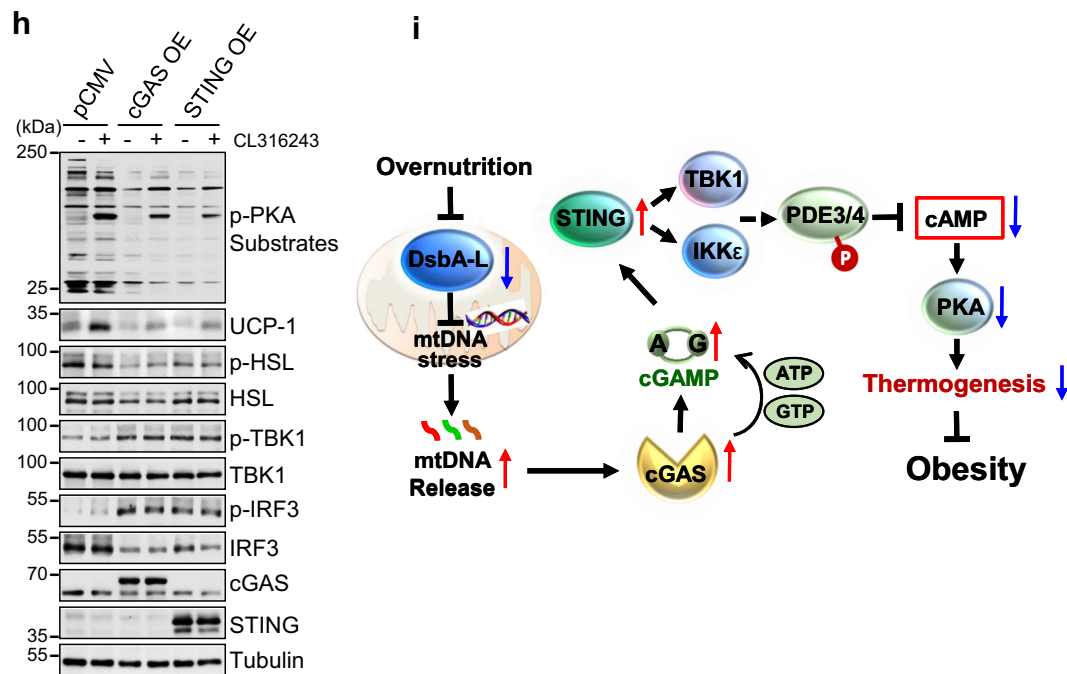 h
pCMV
cGAS OE
STING OE
(kDa)
- + - + - + CL316243
250
p-PKA
Substrates
25
35
UCP-1
100
p-HSL
100
HSL
100
p-TBK1
100
TBK1
55
p-IRF3
55
IRF3
70
cGAS
STING
35
55
Tubulin
i
Overnutrition
DsbA-L
mtDNA
stress
mtDNA
Release
cGAS
ATP
GTP
A G
cGAMP
STING
TBK1
IKKε
PDE3/4
P
cAMP
PKA
Thermogenesis
Obesity